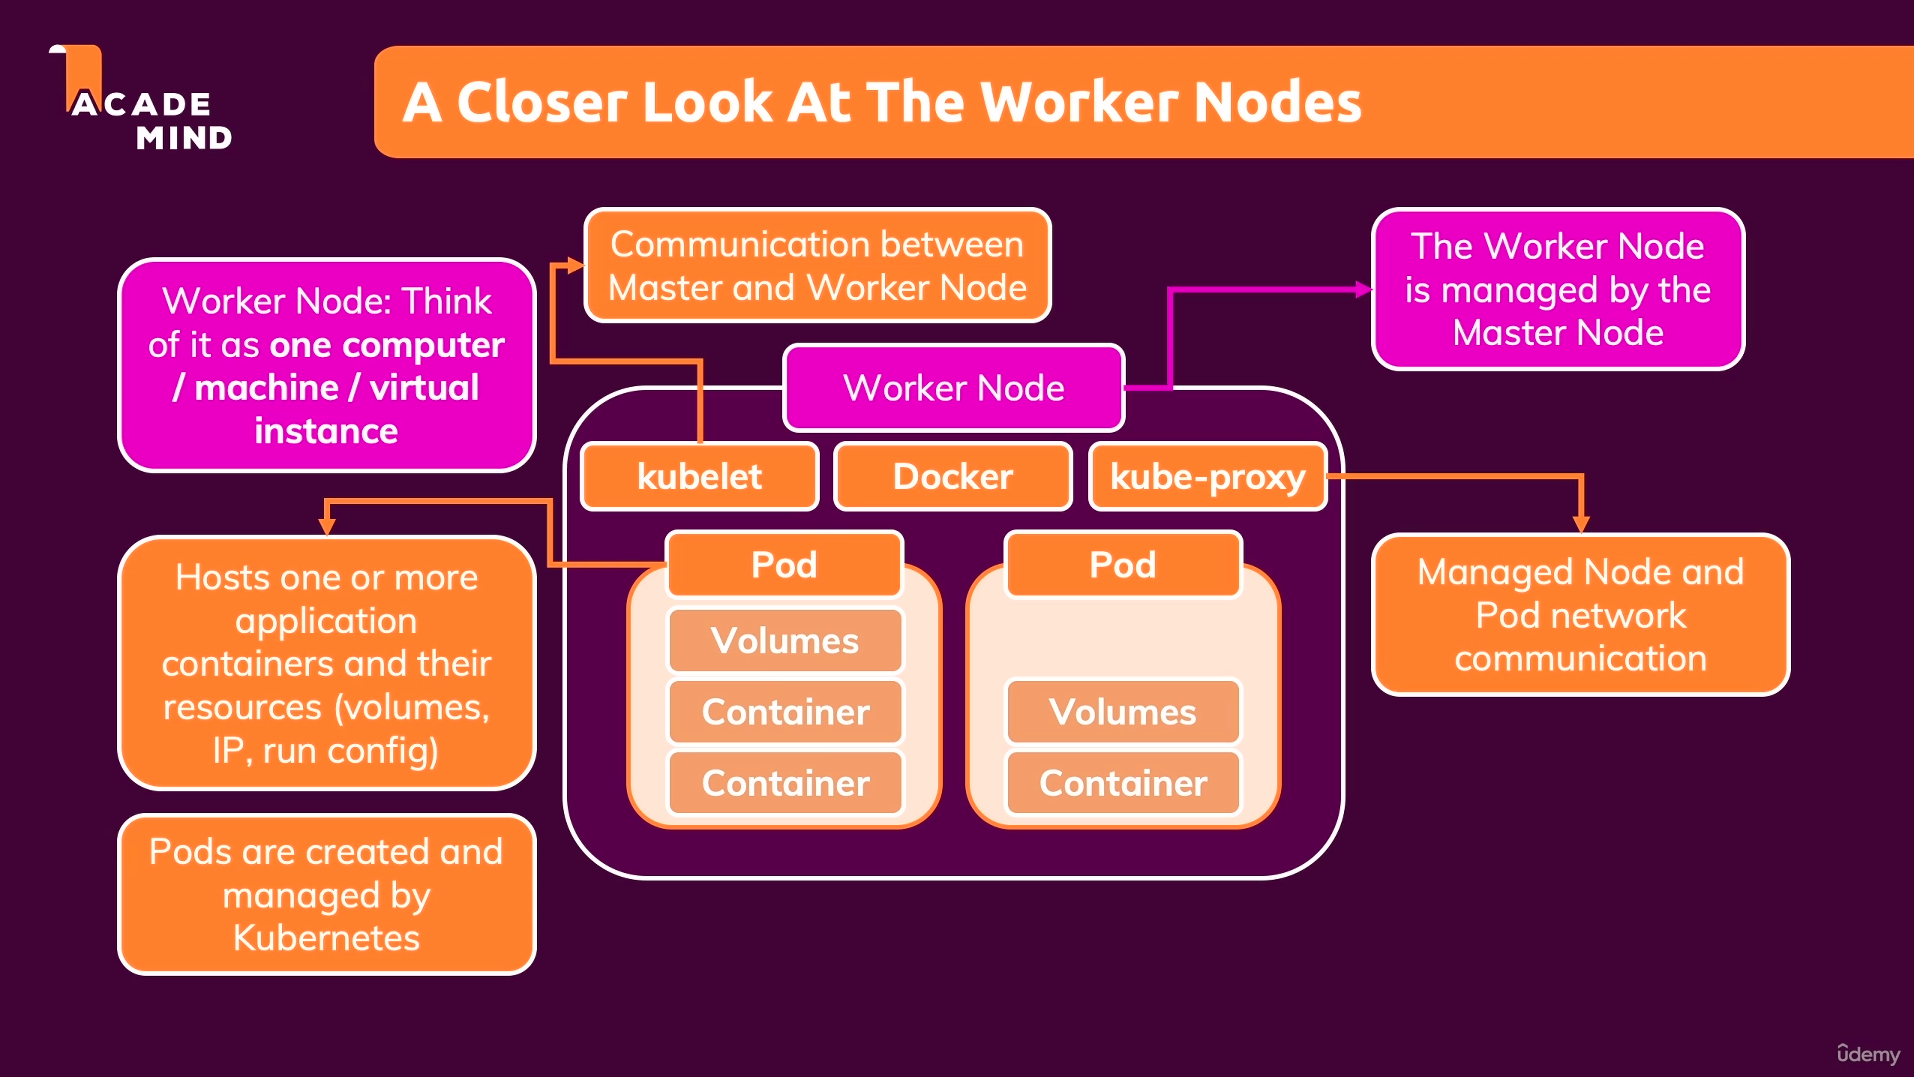 ACADE
MIND
A Closer Look At The Worker Nodes
Communication between
Master and Worker Node
The Worker Node
is managed by the
Master Node
Worker Node: Think
of it as one computer
/ machine / virtual
instance
Worker Node
kubelet
Docker
kube-proxy
Hosts one or more
application
containers and their
resources (volumes,
IP, run config)
Pod
Volumes
Container
Container
Pod
Volumes
Container
Managed Node and
Pod network
communication
Pods are created and
managed by
Kubernetes
udemy